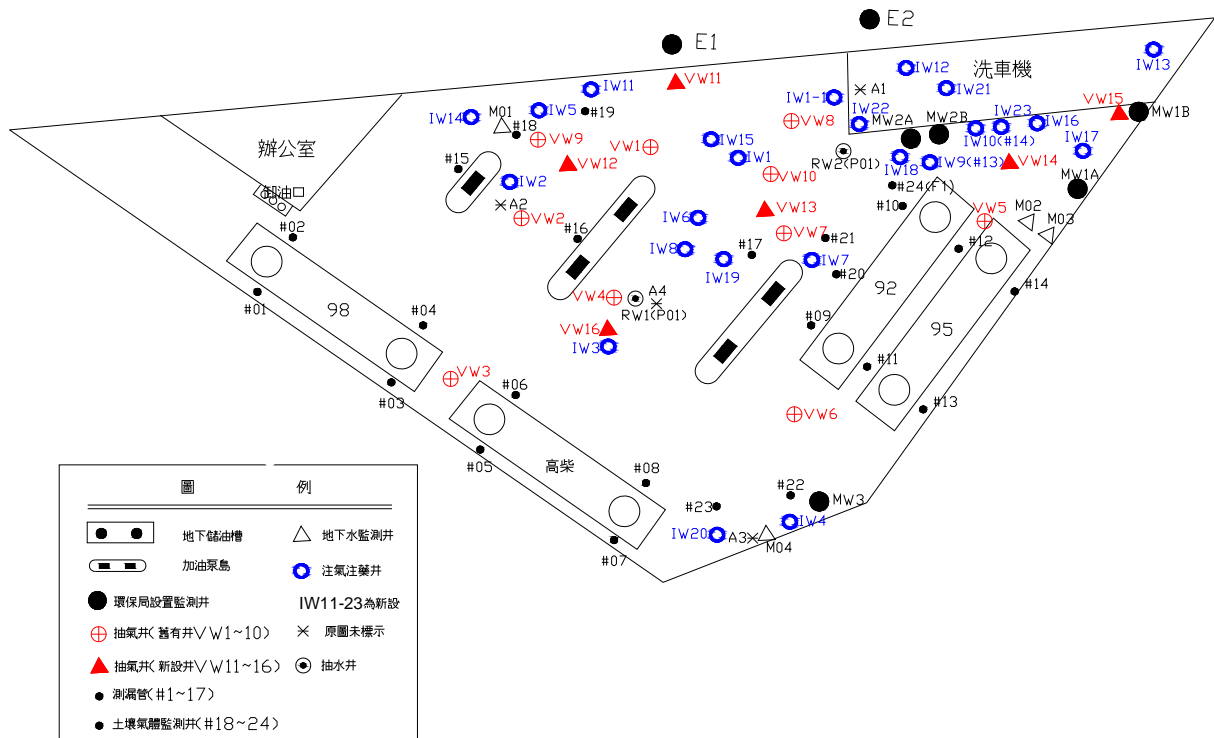 E2
E1
洗車機
IW13
IW12
VW11
IW11
A1
IW21
IW1-1
VW15
MW1B
M01
IW5
#19
IW14
#18
VW8
IW22
MW2A
MW2B
IW23
IW16
IW17
辦公室
VW9
VW1
IW15
IW10(#14)
#15
VW12
IW1
RW2(P01)
IW18
IW9(#13)
VW14
MW1A
卸油口
IW2
VW10
#24(F1)
A2
VW2
#10
VW13
IW6
VW5
M02
M03
#02
#16
VW7
#21
IW8
IW19
#17
IW7
#12
#20
#01
98
#04
VW4
A4
RW1(P01)
92
#14
#09
95
VW16
IW3
VW3
#03
#06
#11
VW6
#13
#05
高柴
#08
#22
#23
MW3
IW4
IW20
A3
M04
#07
圖 例
地下儲油槽
地下水監測井
加油泵島
注氣注藥井
環保局設置監測井
IW11-23為新設
抽氣井(舊有井VW1~10)
原圖未標示
抽氣井(新設井VW11~16)
抽水井
測漏管(#1~17)
土壤氣體監測井(#18~24)